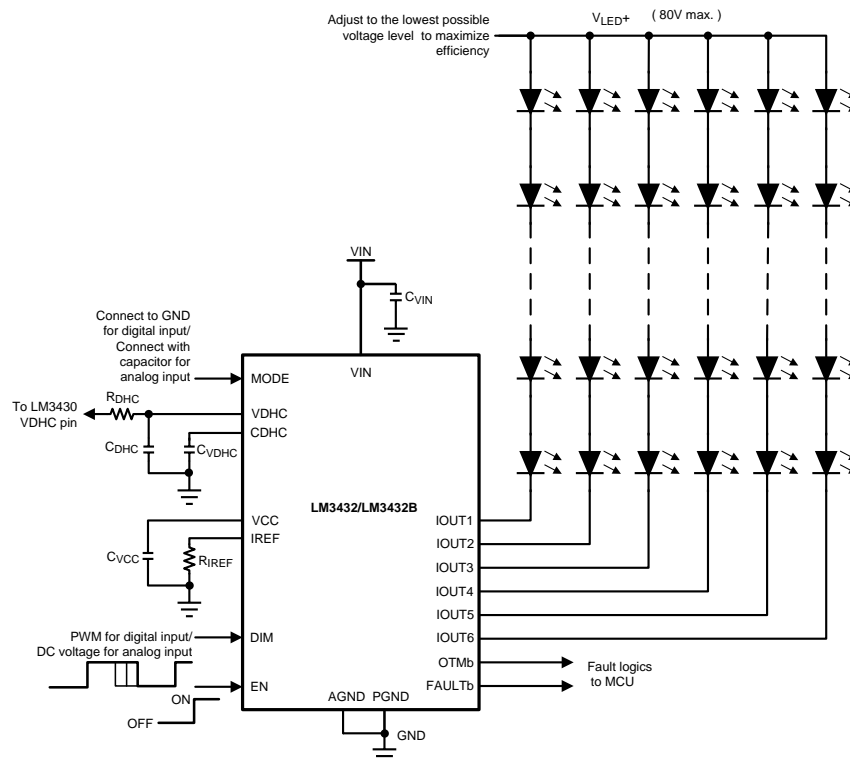 Adjust to the lowest possible
voltage level to maximize
efficiency
VLED+ ( 80V max. )
VIN
CVIN
Connect to GND
for digital input/
Connect with
capacitor for
analog input
VIN
MODE
RDHC
To LM3430
VDHC pin
VDHC
CDHC
CDHC
CVDHC
LM3432/LM3432B
VCC
IREF
CVCC
RIREF
IOUT1
IOUT2
IOUT3
IOUT4
IOUT5
IOUT6
PWM for digital input/
DC voltage for analog input
DIM
OTMb
FAULTb
Fault logics
to MCU
EN
ON
OFF
AGND PGND
GND